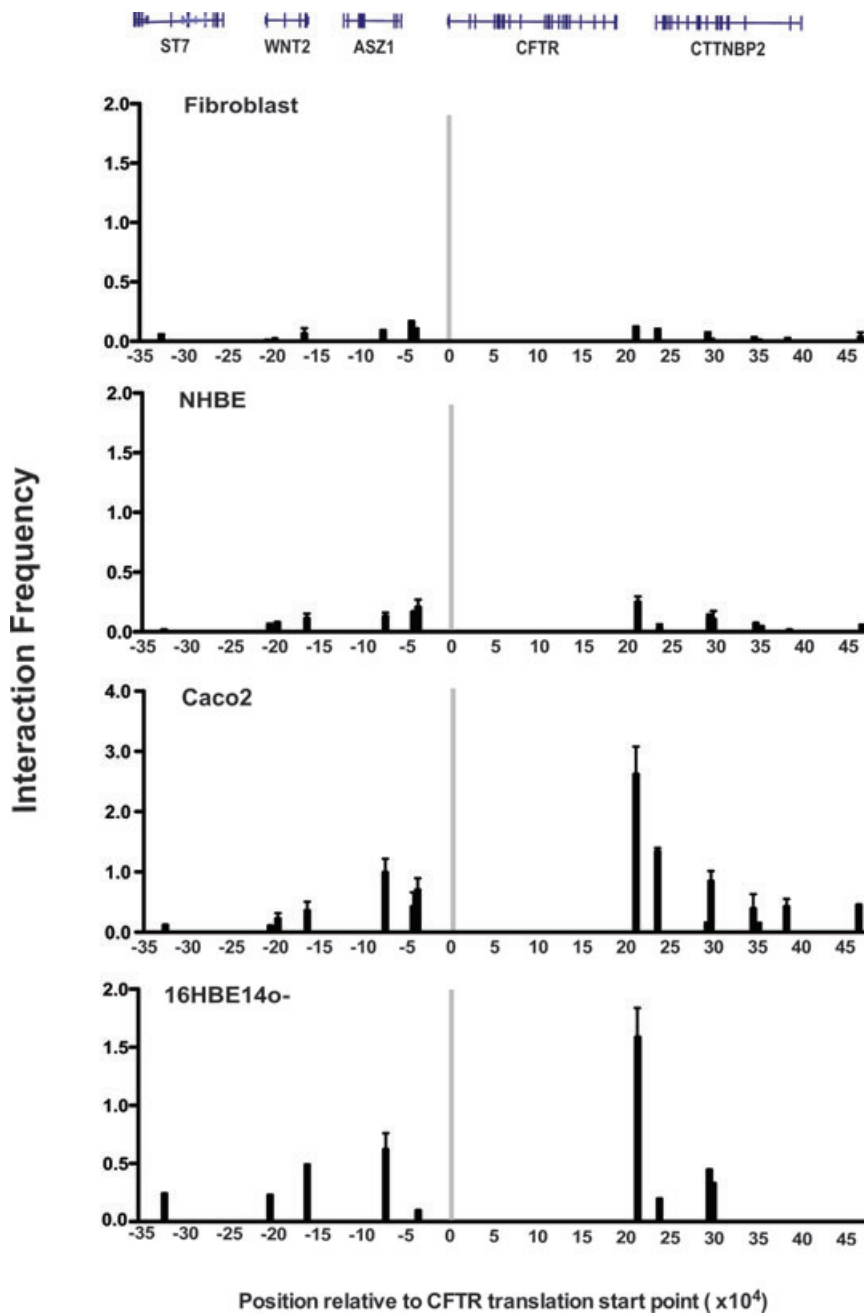 ST7 WNT2 ASZ1 CFTR CTTNBP2
Interaction Frequency
Fibroblast
2.0
1.5
1.0
0.5
0.0
-35 -30 -25 -20 -15 -10 -5 0 5 10 15 20 25 30 35 40 45
NHBE
2.0
1.5
1.0
0.5
0.0
-35 -30 -25 -20 -15 -10 -5 0 5 10 15 20 25 30 35 40 45
Caco2
4.0
3.0
2.0
1.0
0.0
-35 -30 -25 -20 -15 -10 -5 0 5 10 15 20 25 30 35 40 45
16HBE14o-
2.0
1.5
1.0
0.5
0.0
-35 -30 -25 -20 -15 -10 -5 0 5 10 15 20 25 30 35 40 45
Position relative to CFTR translation start point ( x10⁴)